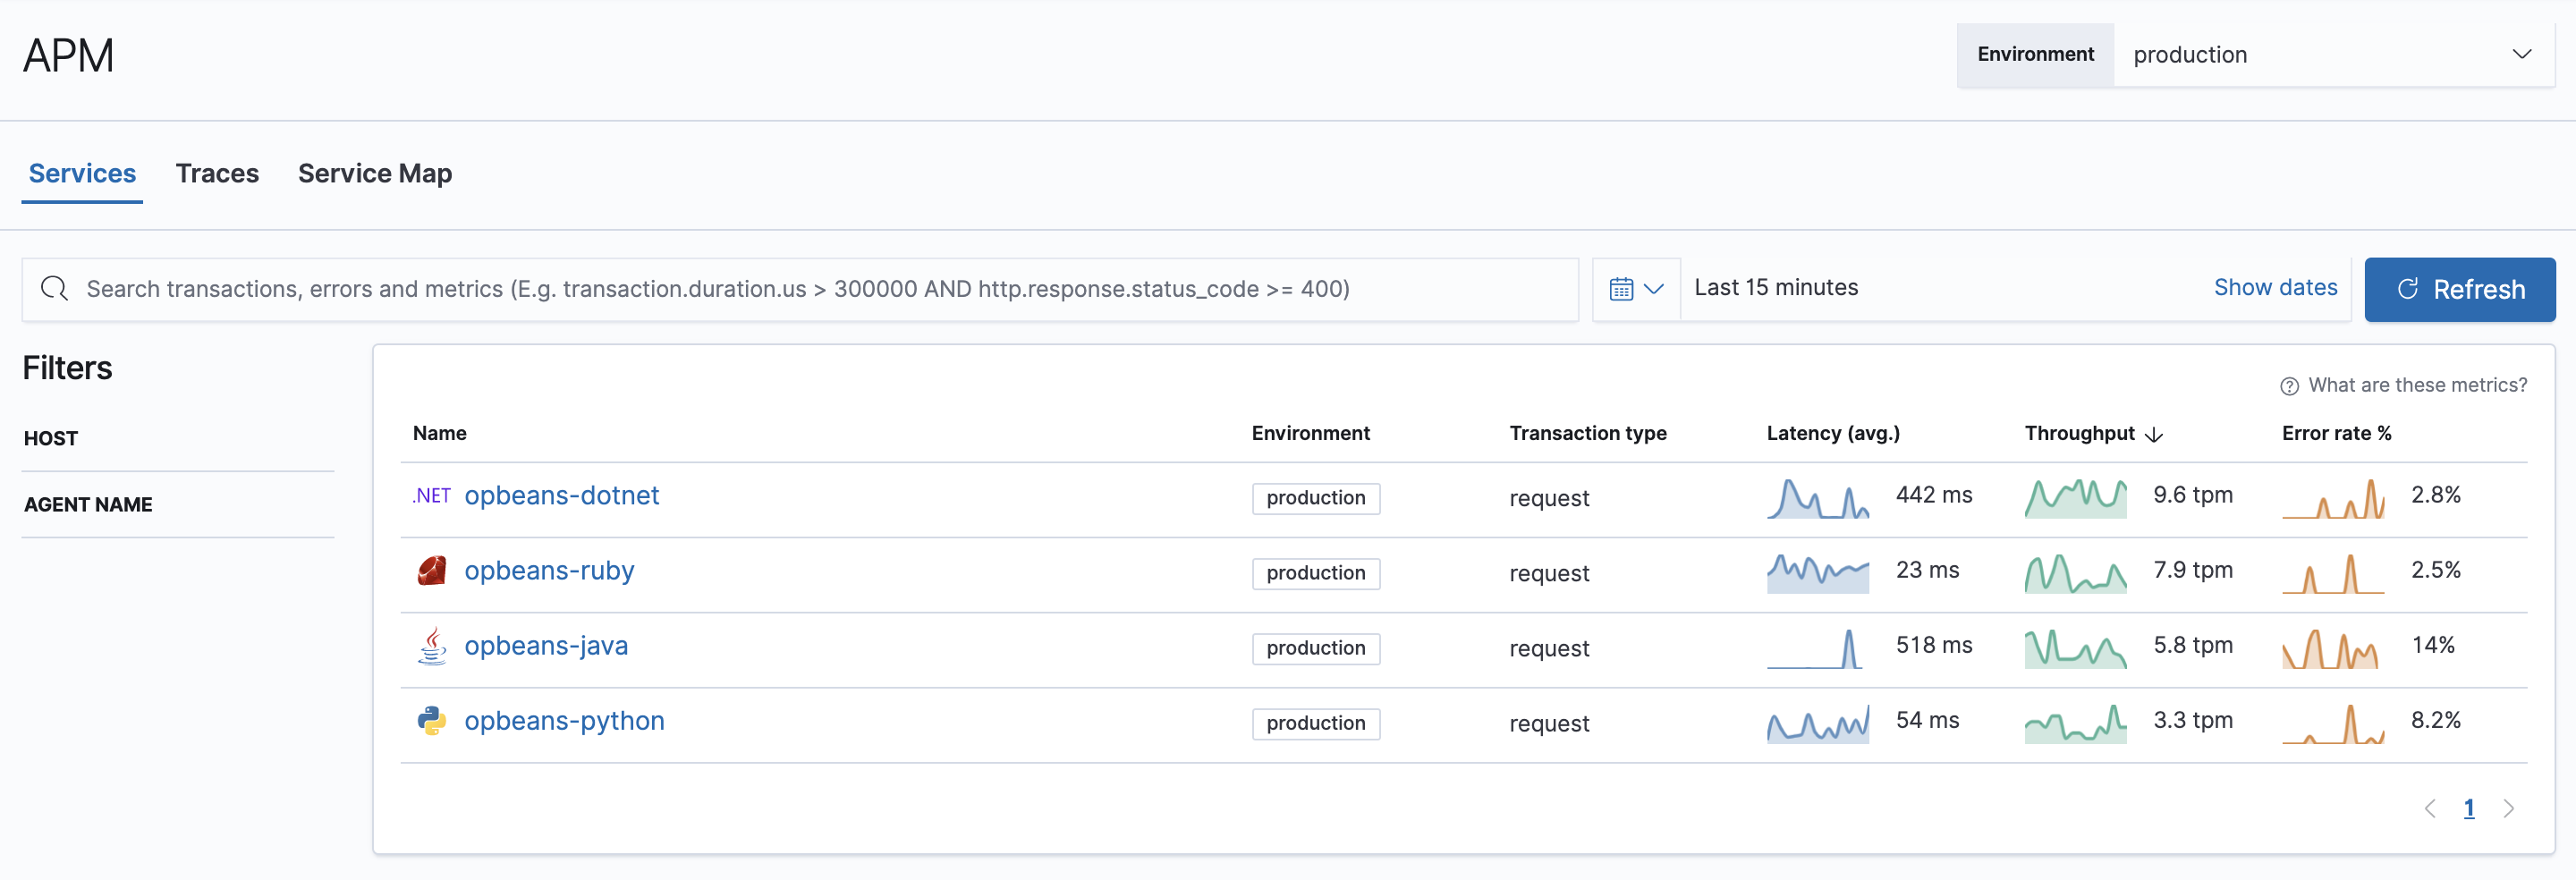 APM
Environment production
Services Traces Service Map
Search transactions, errors and metrics (E.g. transaction.duration.us > 300000 AND http.response.status_code >= 400)
Last 15 minutes Show dates Refresh
Filters
HOST
AGENT NAME
What are these metrics?
Name Environment Transaction type Latency (avg.) Throughput Error rate %
.NET opbeans-dotnet production request 442 ms 9.6 tpm 2.8%
opbeans-ruby production request 23 ms 7.9 tpm 2.5%
opbeans-java production request 518 ms 5.8 tpm 14%
opbeans-python production request 54 ms 3.3 tpm 8.2%
1